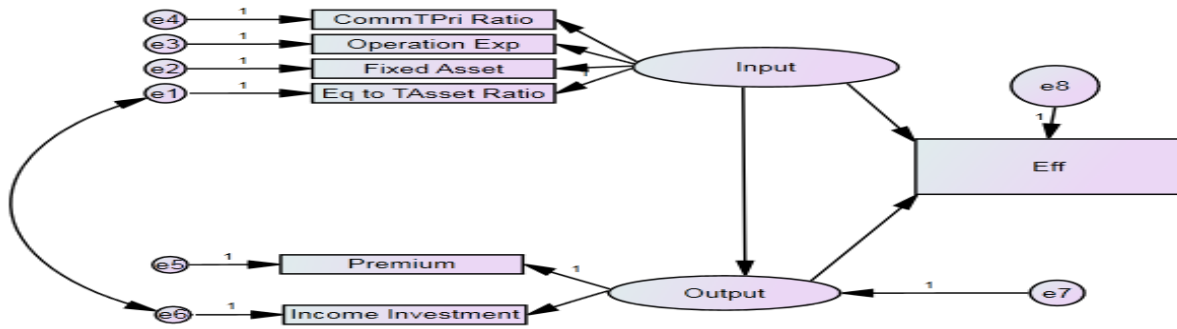 e4 1 CommTPri Ratio
e3 1 Operation Exp
e2 1 Fixed Asset
e1 1 Eq to TAsset Ratio
1
Input
e8
1
Eff
e5 1 Premium
1
e6 1 Income Investment
Output
1
e7